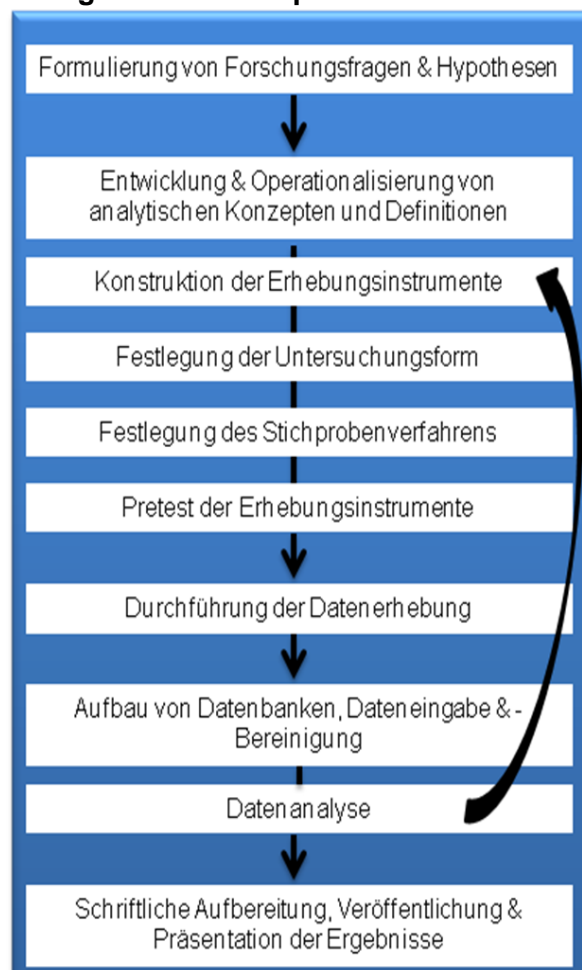 Formulierung von Forschungsfragen & Hypothesen
Entwicklung & Operationalisierung von
analytischen Konzepten und Definitionen
Konstruktion der Erhebungsinstrumente
Festlegung der Untersuchungsform
Festlegung des Stichprobenverfahrens
Pretest der Erhebungsinstrumente
Durchführung der Datenerhebung
Aufbau von Datenbanken, Dateneingabe & -
Bereinigung
Datenanalyse
Schriftliche Aufbereitung, Veröffentlichung &
Präsentation der Ergebnisse